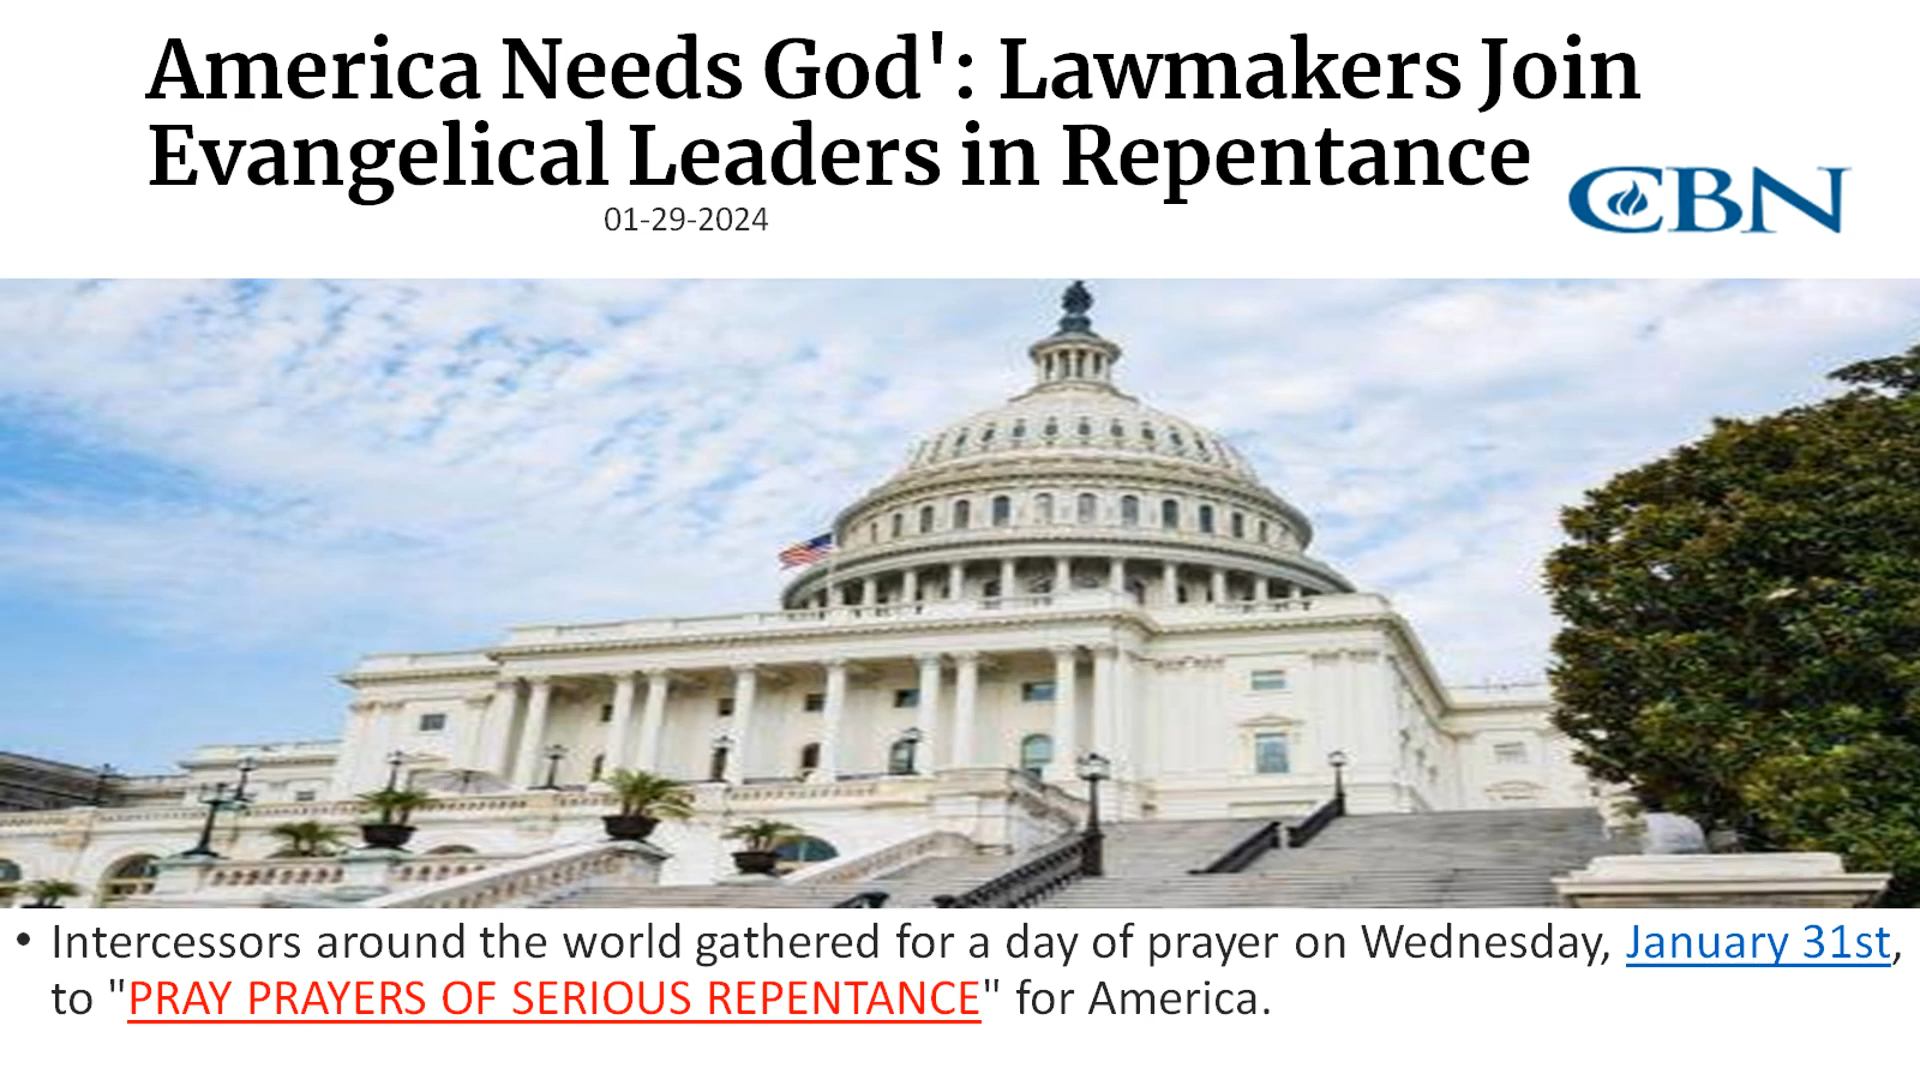 America Needs God': Lawmakers Join
Evangelical Leaders in Repentance
CBN
01-29-2024
• Intercessors around the world gathered for a day of prayer on Wednesday, January 31st,
to "PRAY PRAYERS OF SERIOUS REPENTANCE" for America.